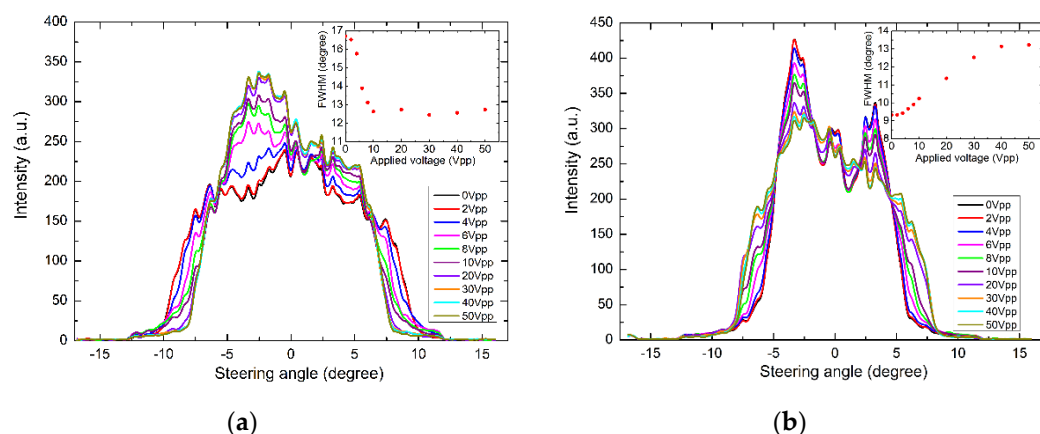 400
350
300
250
200
150
100
50
0
Intensity (a.u.)
-15
-10
-5
0
5
10
15
Steering angle (degree)
17
16
15
14
13
12
11
FWHM (degree)
0 10 20 30 40 50
Applied voltage (Vpp)
0Vpp
2Vpp
4Vpp
6Vpp
8Vpp
10Vpp
20Vpp
30Vpp
40Vpp
50Vpp
(a)
450
400
350
300
250
200
150
100
50
0
Intensity (a.u.)
-15
-10
-5
0
5
10
15
Steering angle (degree)
14
13
12
11
10
9
8
FWHM (degree)
0 10 20 30 40 50
Applied voltage (Vpp)
0Vpp
2Vpp
4Vpp
6Vpp
8Vpp
10Vpp
20Vpp
30Vpp
40Vpp
50Vpp
(b)